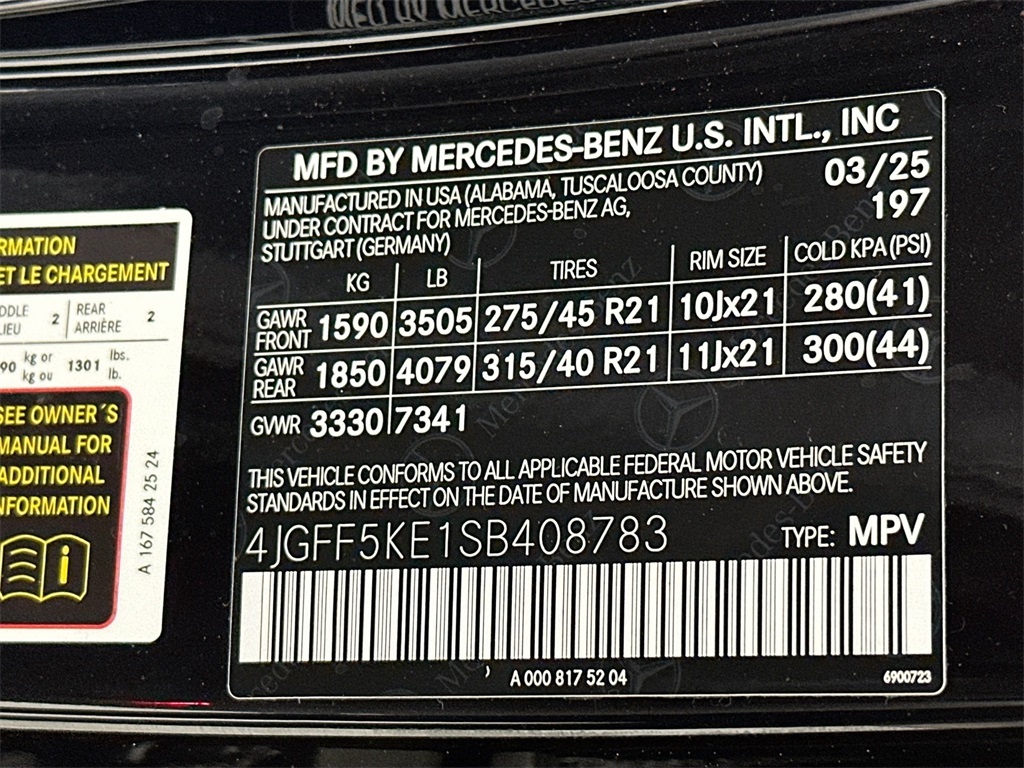 MFD BY MERCEDES-BENZ U.S. INTL., INC
MANUFACTURED IN USA (ALABAMA, TUSCALOOSA COUNTY) 03/25
UNDER CONTRACT FOR MERCEDES-BENZ AG, 197
STUTTGART (GERMANY)
KG LB TIRES RIM SIZE COLD KPA (PSI)
GAWR FRONT 1590 3505 275/45 R21 10Jx21 280(41)
GAWR REAR 1850 4079 315/40 R21 11Jx21 300(44)
GVWR 3330 7341
THIS VEHICLE CONFORMS TO ALL APPLICABLE FEDERAL MOTOR VEHICLE SAFETY
STANDARDS IN EFFECT ON THE DATE OF MANUFACTURE SHOWN ABOVE.
4JGFF5KE1SB408783 TYPE: MPV
A 000 817 52 04 6900723
ET LE CHARGEMENT
2 REAR 2
ARRIÈRE
kg or 1301 lbs.
kg ou lb.
SEE OWNER´S
MANUAL FOR
ADDITIONAL
INFORMATION
A 167 584 25 24